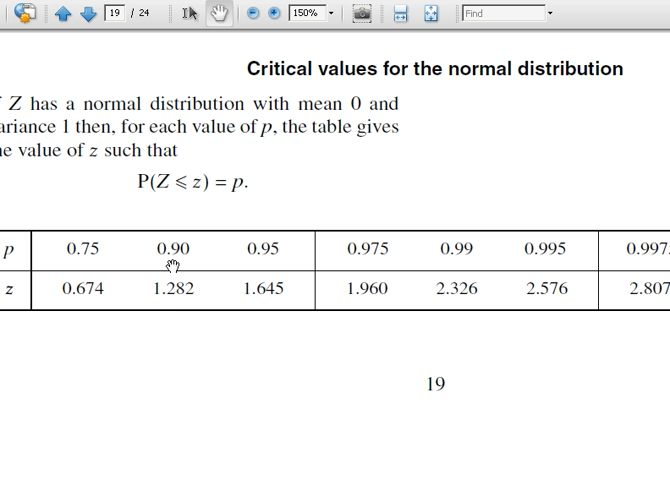 19 / 24
150%
Find
Critical values for the normal distribution
Z has a normal distribution with mean 0 and
1 then, for each value of p, the table gives
value of z such that
P(Z ⩽ z) = p.
p 0.75 0.90 0.95 0.975 0.99 0.995 0.997
z 0.674 1.282 1.645 1.960 2.326 2.576 2.807
19